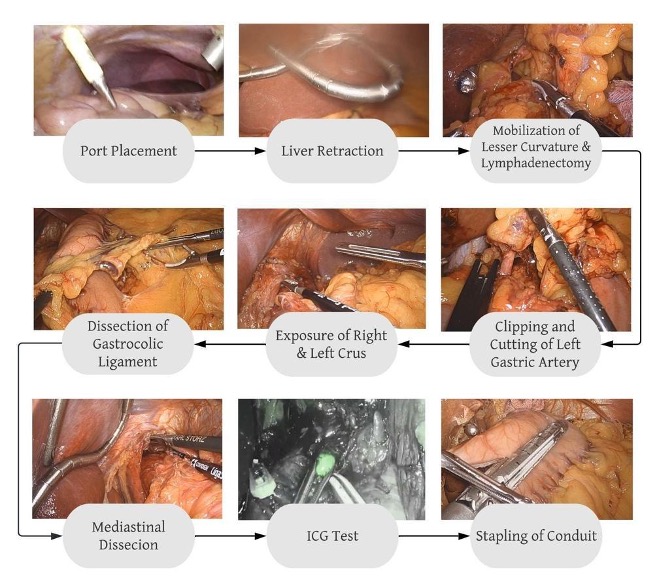 Port Placement
Liver Retraction
Mobilization of
Lesser Curvature &
Lymphadenectomy
Clipping and
Cutting of Left
Gastric Artery
Exposure of Right
& Left Crus
Dissection of
Gastrocolic
Ligament
Mediastinal
Dissecion
ICG Test
Stapling of Conduit